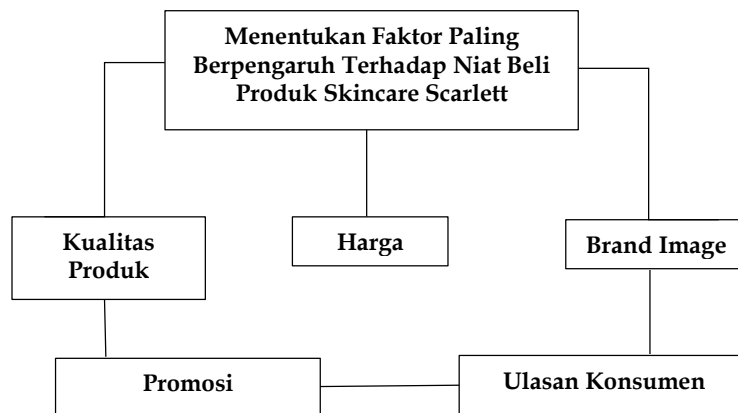 Menentukan Faktor Paling
Berpengaruh Terhadap Niat Beli
Produk Skincare Scarlett
Kualitas
Produk
Harga
Brand Image
Promosi
Ulasan Konsumen